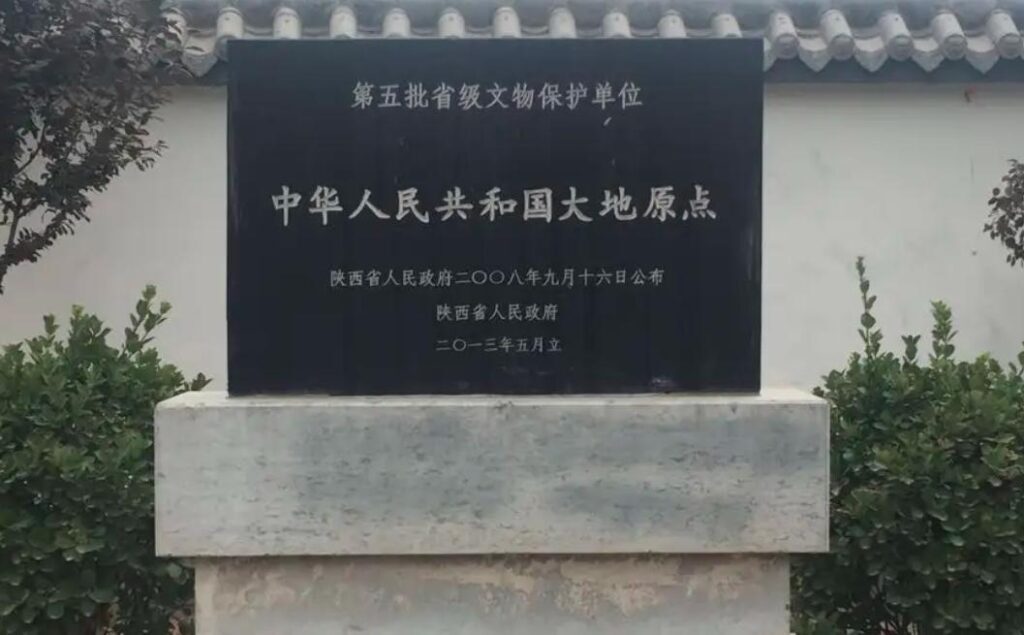 第五批省级文物保护单位
中华人民共和国大地原点
陕西省人民政府二〇〇八年九月十六日公布
陕西省人民政府
二〇一三年五月立